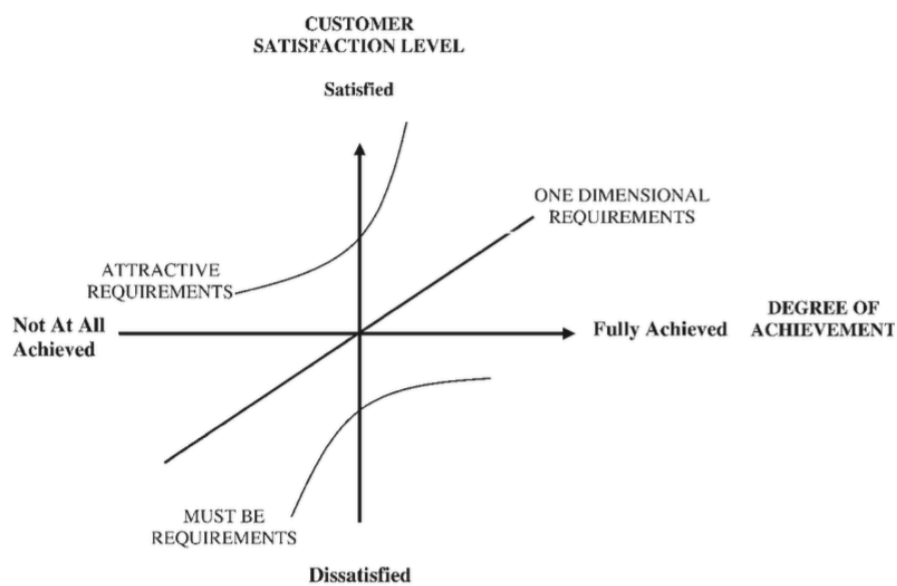 CUSTOMER
SATISFACTION LEVEL
Satisfied
ONE DIMENSIONAL
REQUIREMENTS
ATTRACTIVE
REQUIREMENTS
Not At All
Achieved
Fully Achieved
DEGREE OF
ACHIEVEMENT
MUST BE
REQUIREMENTS
Dissatisfied